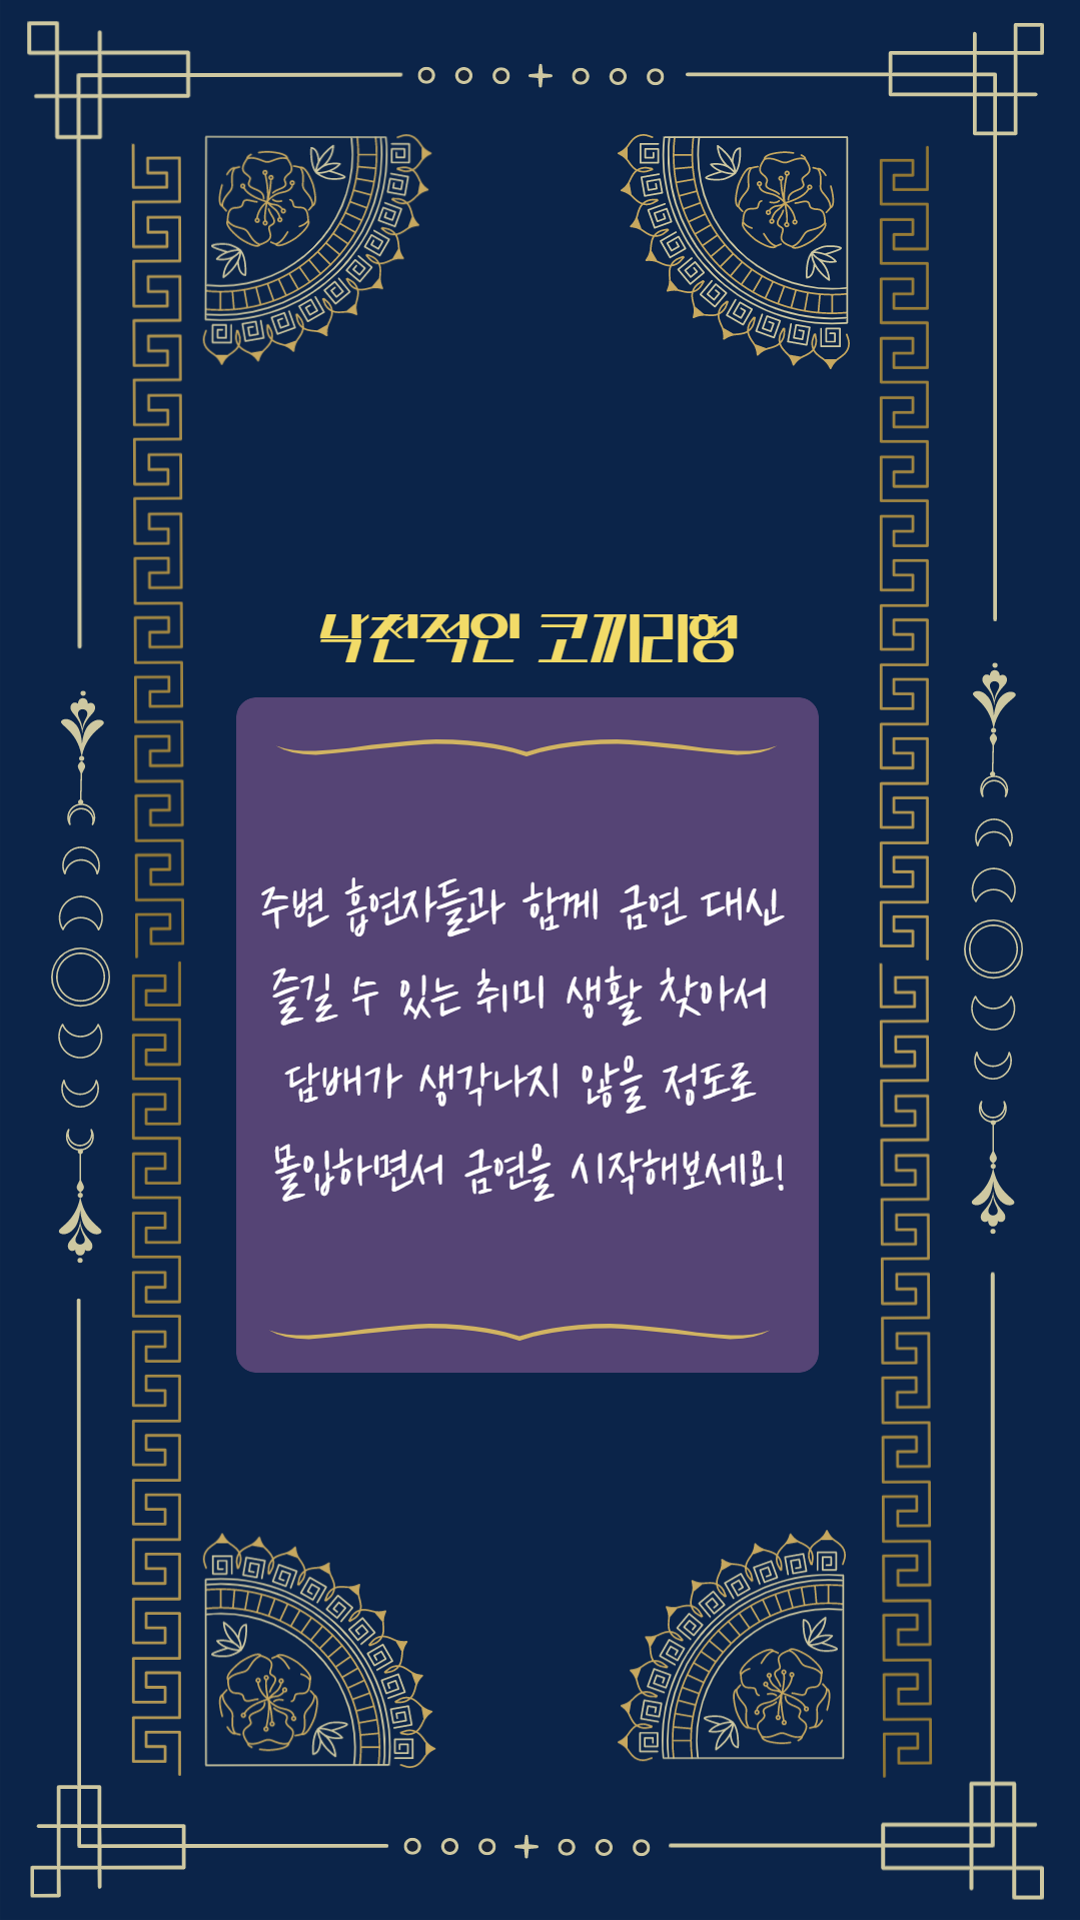 낙천적인 코끼리형
주변 흡연자들과 함께 금연 대신
즐길 수 있는 취미 생활 찾아서
담배가 생각나지 않을 정도로
몰입하면서 금연을 시작해보세요!